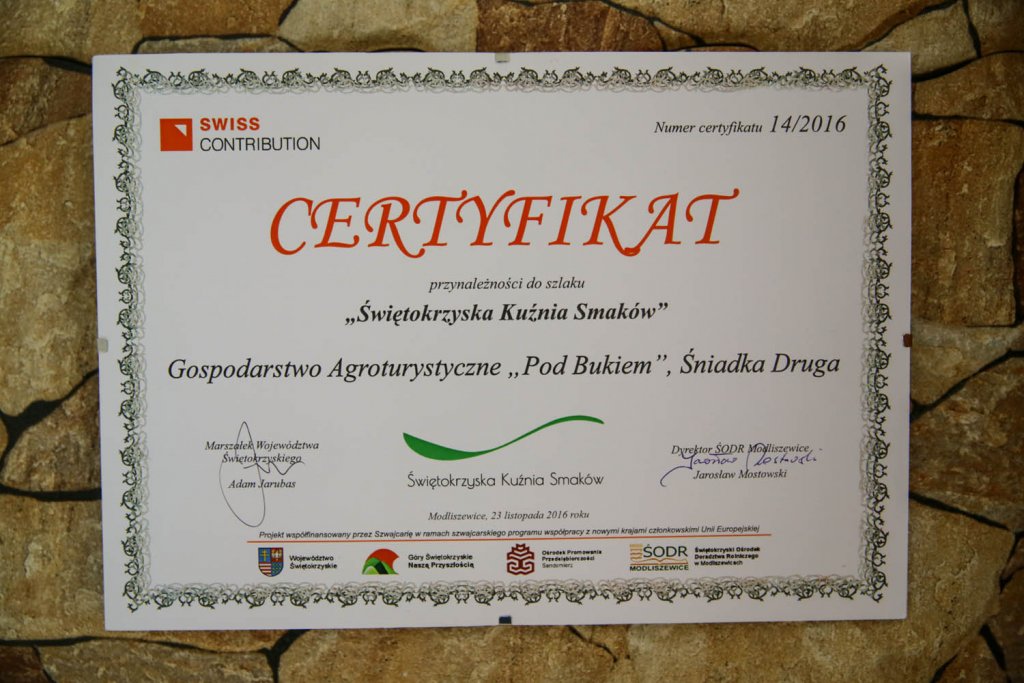 SWISS
CONTRIBUTION
Numer certyfikatu 14/2016
CERTYFIKAT
przynależności do szlaku
„Świętokrzyska Kuźnia Smaków”
Gospodarstwo Agroturystyczne „Pod Bukiem”, Śniadka Druga
Marszałek Województwa
Świętokrzyskiego
Adam Jarubas
Świętokrzyska Kuźnia Smaków
Dyrektor ŚODR Modliszewice
Jarosław Mostowski
Modliszewice, 23 listopada 2016 roku
Projekt współfinansowany przez Szwajcarię w ramach szwajcarskiego programu współpracy z nowymi krajami członkowskimi Unii Europejskiej
Województwo
Świętokrzyskie
Góry Świętokrzyskie
Naszą Przyszłością
Ośrodek Promowania
Przedsiębiorczości
Sandomierz
ŚODR
MODLISZEWICE
Świętokrzyski Ośrodek
Doradztwa Rolniczego
w Modliszewicach